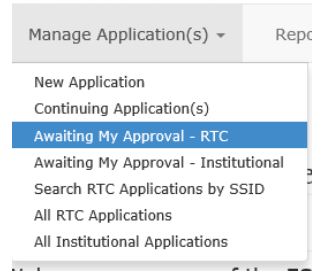 Manage Application(s) Repo
New Application
Continuing Application(s)
Awaiting My Approval - RTC
Awaiting My Approval - Institutional
Search RTC Applications by SSID
All RTC Applications
All Institutional Applications